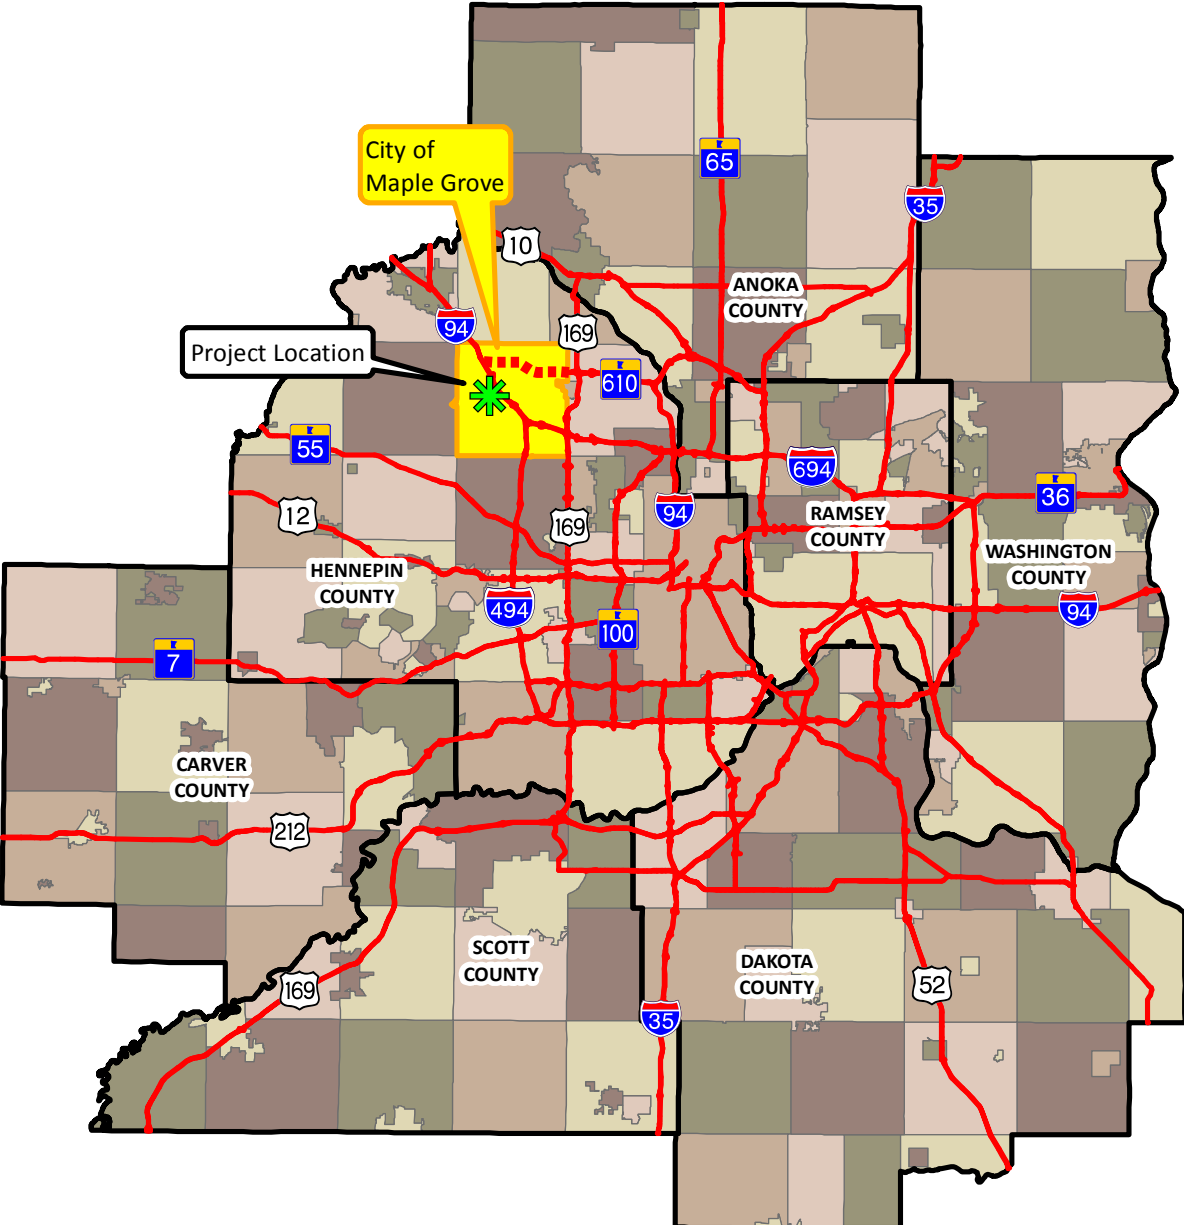 City of
Maple Grove
65
35
10
ANOKA
COUNTY
94
169
Project Location
610
55
694
36
12
94
169
RAMSEY
COUNTY
WASHINGTON
COUNTY
HENNEPIN
COUNTY
494
94
100
7
CARVER
COUNTY
212
SCOTT
COUNTY
DAKOTA
COUNTY
169
52
35